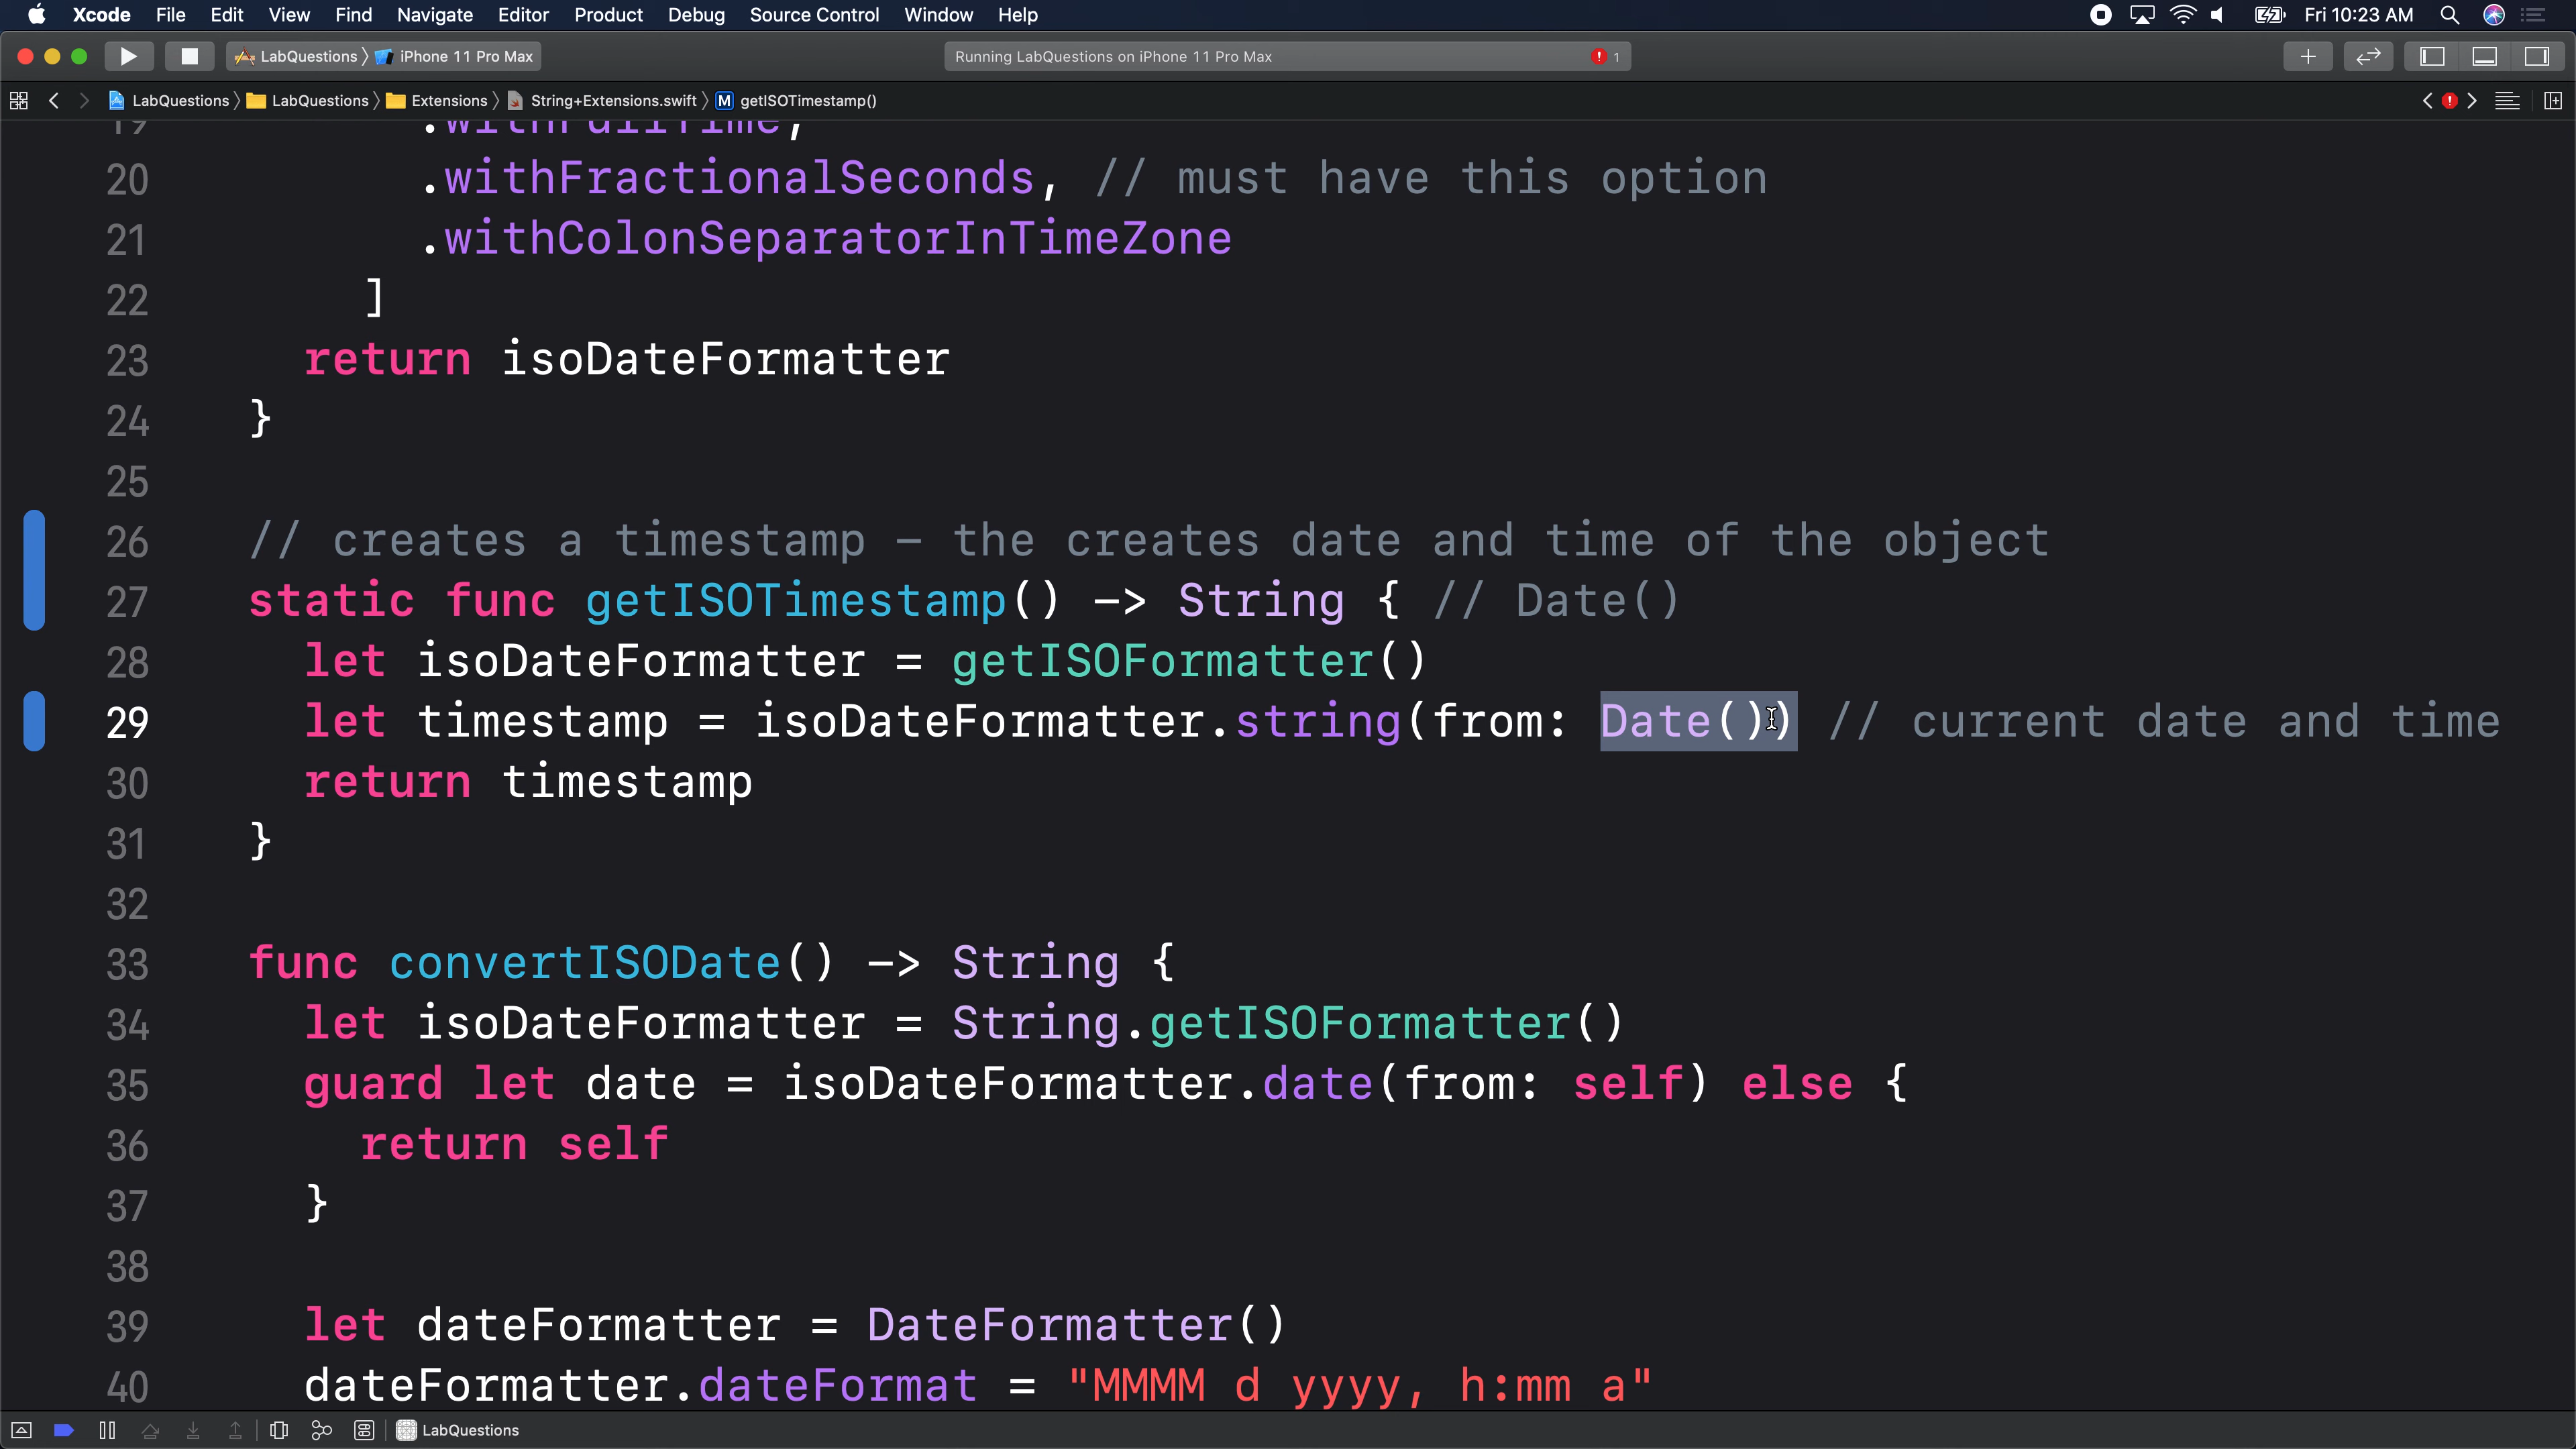 Xcode File Edit View Find Navigate Editor Product Debug Source Control Window Help Fri 10:23 AM
LabQuestions 〉 iPhone 11 Pro Max Running LabQuestions on iPhone 11 Pro Max 1
LabQuestions 〉 LabQuestions 〉 Extensions 〉 String+Extensions.swift 〉 M getISOTimestamp()
19 .withFullTime,
20 .withFractionalSeconds, // must have this option
21 .withColonSeparatorInTimeZone
22 ]
23 return isoDateFormatter
24 }
25
26 // creates a timestamp – the creates date and time of the object
27 static func getISOTimestamp() -> String { // Date()
28 let isoDateFormatter = getISOFormatter()
29 let timestamp = isoDateFormatter.string(from: Date()) // current date and time
30 return timestamp
31 }
32
33 func convertISODate() -> String {
34 let isoDateFormatter = String.getISOFormatter()
35 guard let date = isoDateFormatter.date(from: self) else {
36 return self
37 }
38
39 let dateFormatter = DateFormatter()
40 dateFormatter.dateFormat = "MMMM d yyyy, h:mm a"
LabQuestions